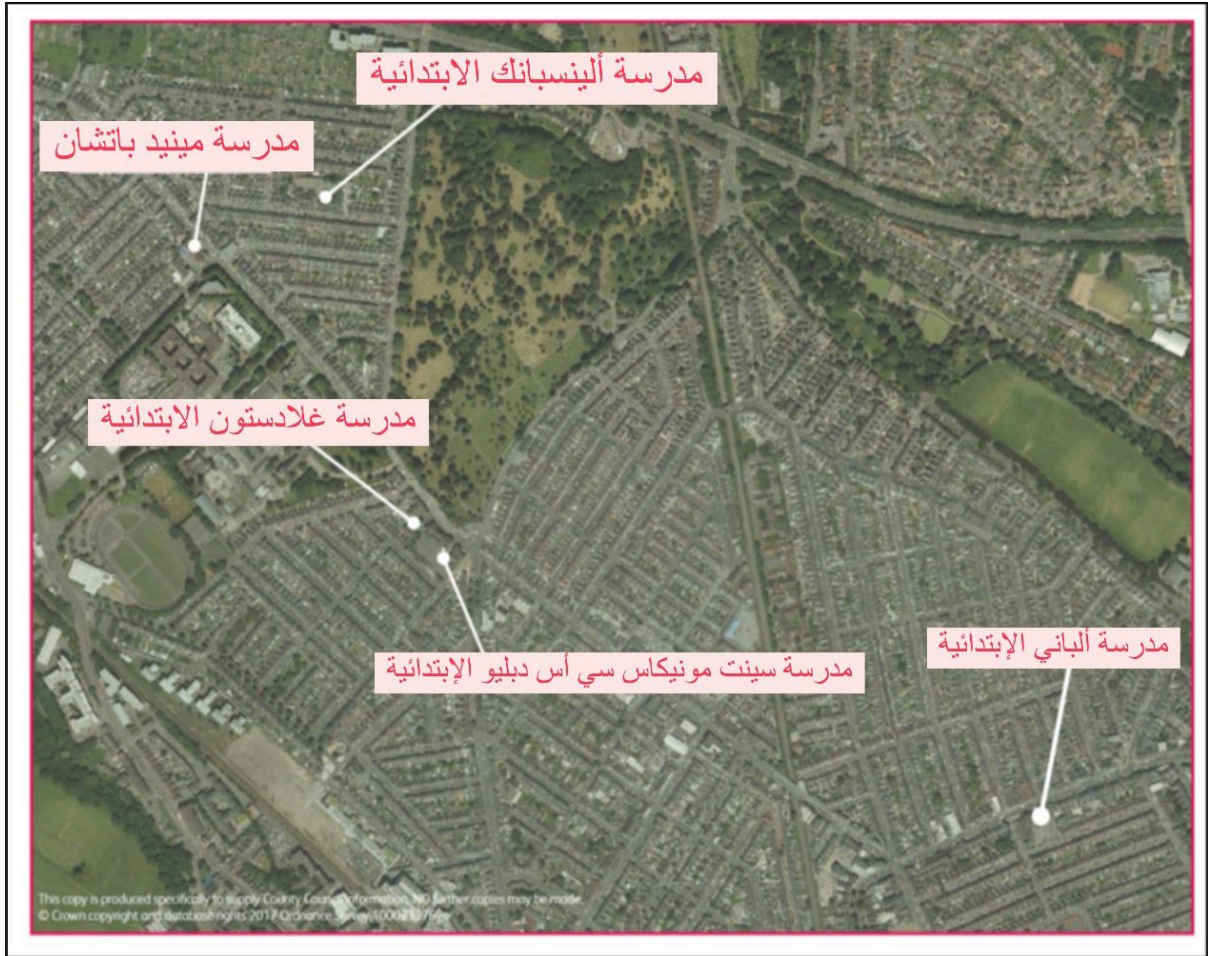 مدرسة ألينسبانك الابتدائية
مدرسة مينيد باتشان
مدرسة غلادستون الابتدائية
مدرسة سينت مونيكاس سي أس دبليو الإبتدائية
مدرسة ألباني الإبتدائية
This copy is produced specifically to supply County Council information. NO further copies may be made.
© Crown copyright and database rights 2017 Ordnance Survey